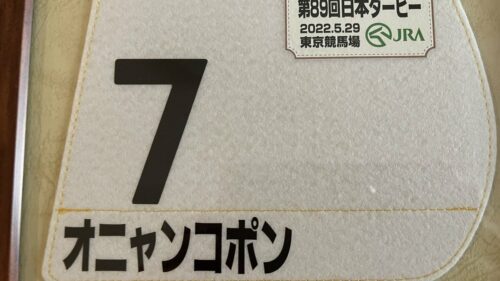 第89回日本ダービー
2022.5.29
東京競馬場
JRA
7
オニャンコポン